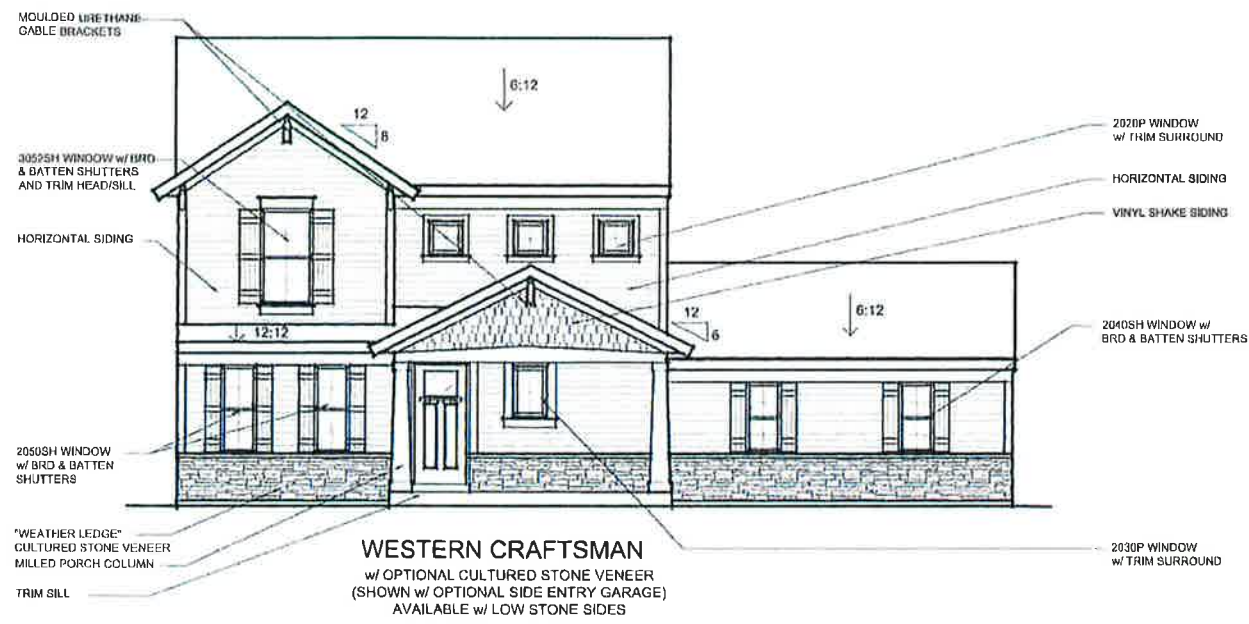 MOULDED URETHANE
GABLE BRACKETS
6:12
12
8
2020P WINDOW
w/ TRIM SURROUND
3052SH WINDOW w/ BRD
& BATTEN SHUTTERS
AND TRIM HEAD/SILL
HORIZONTAL SIDING
VINYL SHAKE SIDING
HORIZONTAL SIDING
12:12
12
6
6:12
2040SH WINDOW w/
BRD & BATTEN SHUTTERS
2050SH WINDOW
w/ BRD & BATTEN
SHUTTERS
"WEATHER LEDGE"
CULTURED STONE VENEER
MILLED PORCH COLUMN
TRIM SILL
WESTERN CRAFTSMAN
w/ OPTIONAL CULTURED STONE VENEER
(SHOWN w/ OPTIONAL SIDE ENTRY GARAGE)
AVAILABLE w/ LOW STONE SIDES
2030P WINDOW
w/ TRIM SURROUND